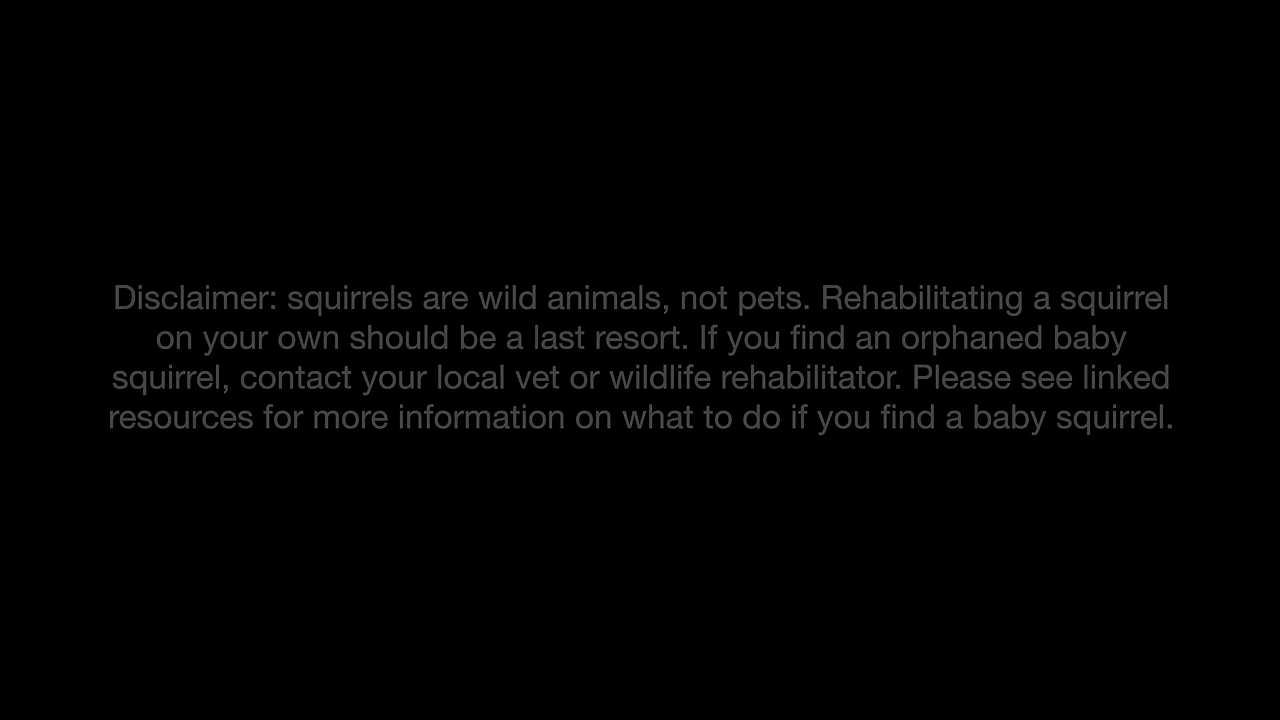 Disclaimer: squirrels are wild animals, not pets. Rehabilitating a squirrel
on your own should be a last resort. If you find an orphaned baby
squirrel, contact your local vet or wildlife rehabilitator. Please see linked
resources for more information on what to do if you find a baby squirrel.